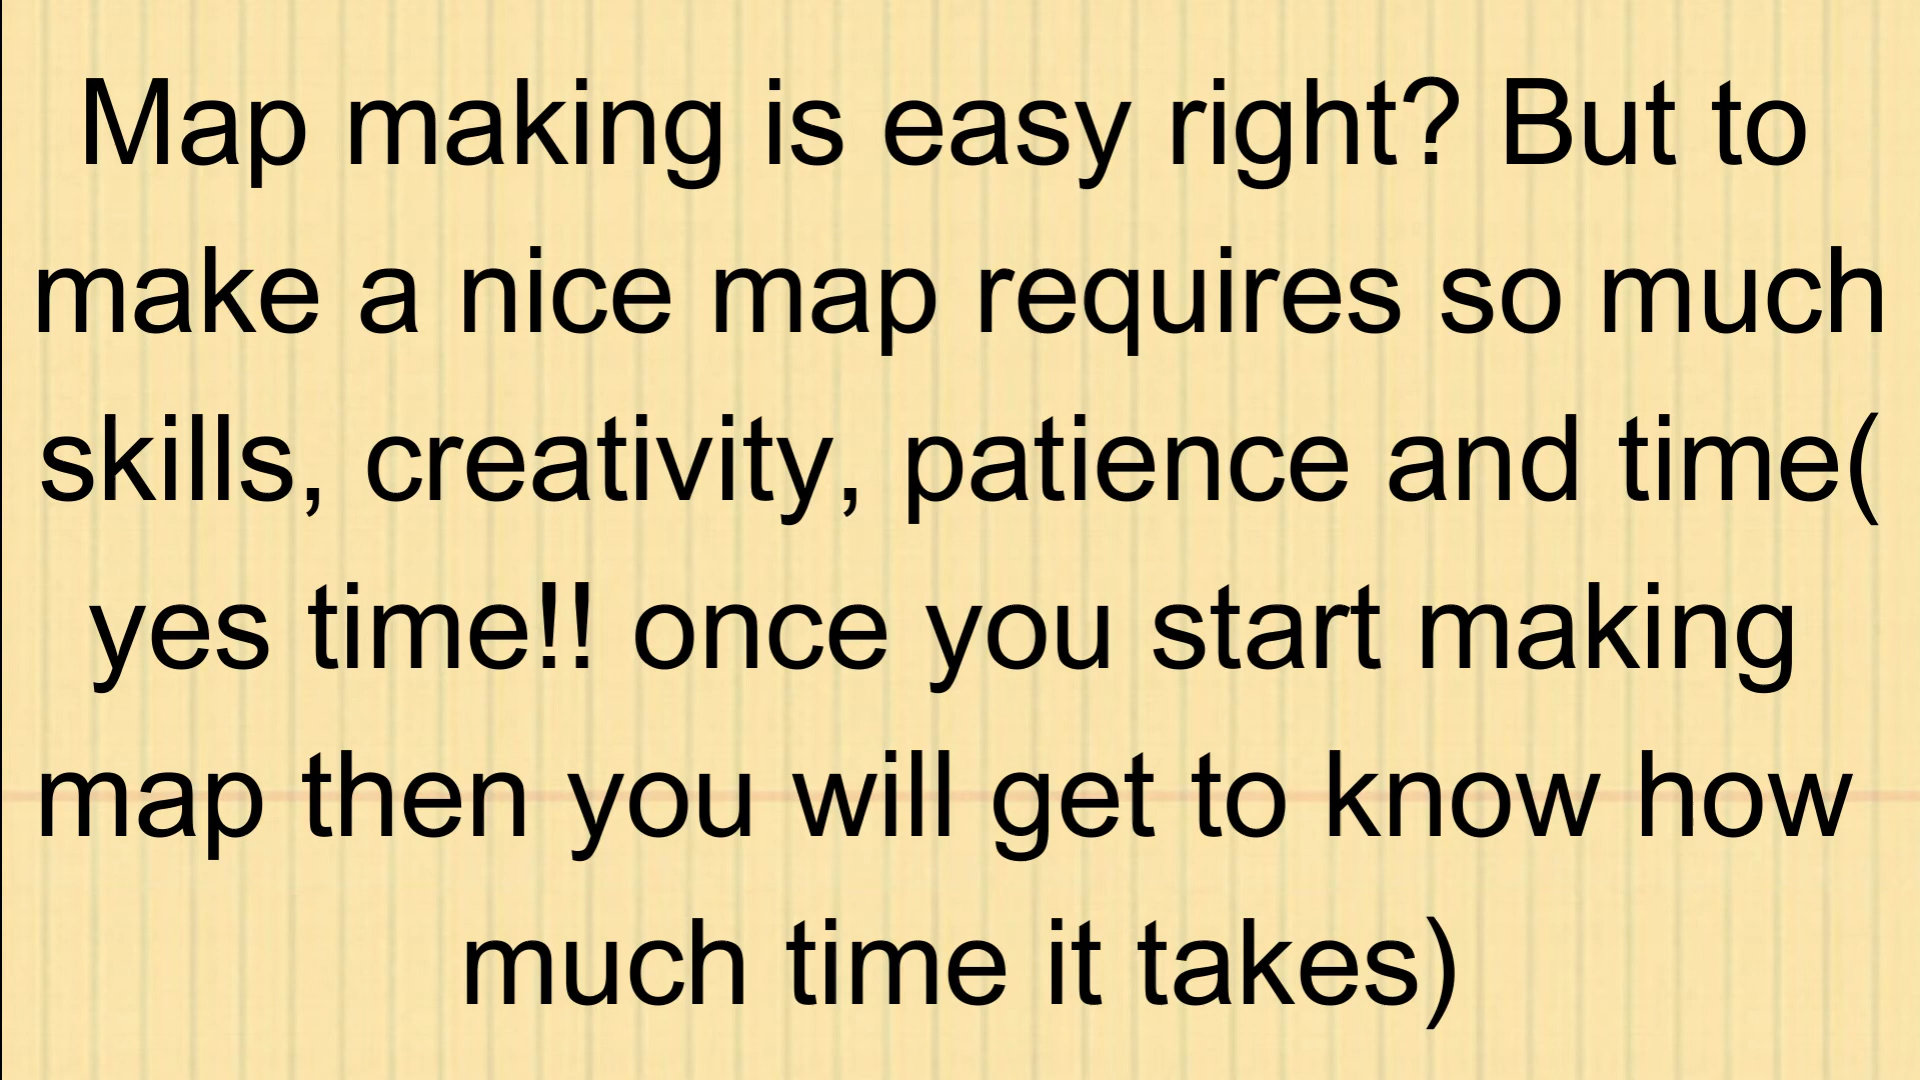 Map making is easy right? But to
make a nice map requires so much
skills, creativity, patience and time(
yes time!! once you start making
map then you will get to know how
much time it takes)